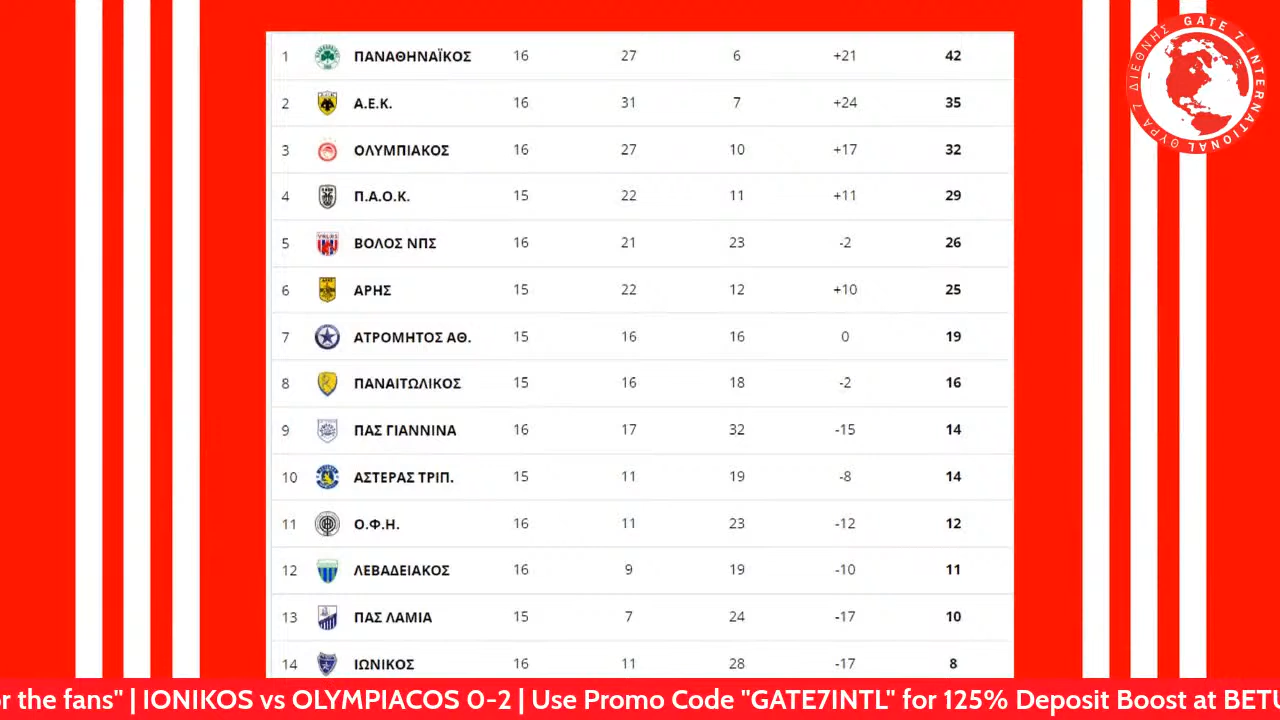 1 ΠΑΝΑΘΗΝΑΪΚΟΣ 16 27 6 +21 42
2 Α.Ε.Κ. 16 31 7 +24 35
3 ΟΛΥΜΠΙΑΚΟΣ 16 27 10 +17 32
4 Π.Α.Ο.Κ. 15 22 11 +11 29
5 ΒΟΛΟΣ ΝΠΣ 16 21 23 -2 26
6 ΑΡΗΣ 15 22 12 +10 25
7 ΑΤΡΟΜΗΤΟΣ ΑΘ. 15 16 16 0 19
8 ΠΑΝΑΙΤΩΛΙΚΟΣ 15 16 18 -2 16
9 ΠΑΣ ΓΙΑΝΝΙΝΑ 16 17 32 -15 14
10 ΑΣΤΕΡΑΣ ΤΡΙΠ. 15 11 19 -8 14
11 Ο.Φ.Η. 16 11 23 -12 12
12 ΛΕΒΑΔΕΙΑΚΟΣ 16 9 19 -10 11
13 ΠΑΣ ΛΑΜΙΑ 15 7 24 -17 10
14 ΙΩΝΙΚΟΣ 16 11 28 -17 8
GATE 7 INTERNATIONAL
ΘΥΡΑ 7 ΔΙΕΘΝΗΣ
or the fans" | IONIKOS vs OLYMPIACOS 0-2 | Use Promo Code "GATE7INTL" for 125% Deposit Boost at BETU